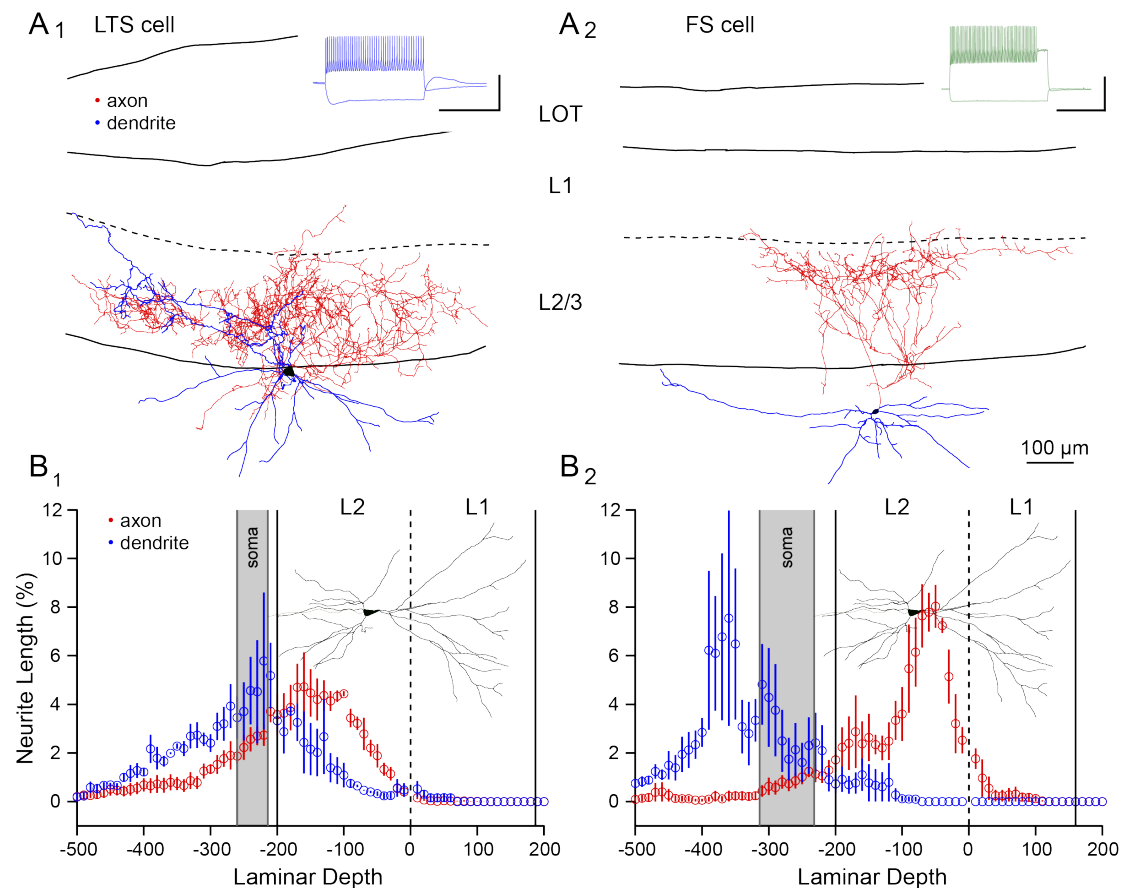 A1 LTS cell
axon
dendrite
A2 FS cell
LOT
L1
L2/3
100 µm
B1
axon
dendrite
soma
L2
L1
12
10
8
6
4
2
0
Neurite Length (%)
-500 -400 -300 -200 -100 0 100 200
Laminar Depth
B2
soma
L2
L1
12
10
8
6
4
2
0
-500 -400 -300 -200 -100 0 100 200
Laminar Depth